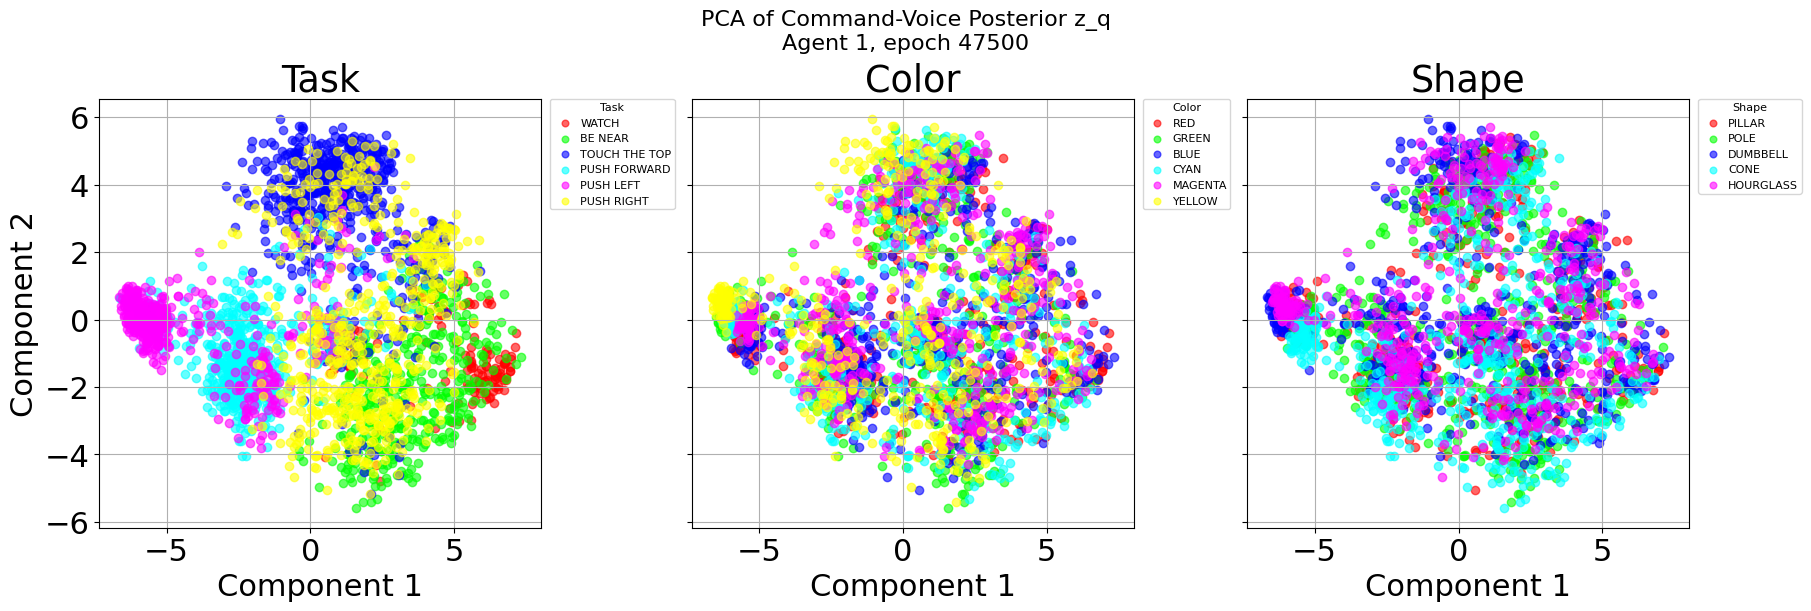 PCA of Command-Voice Posterior z_q
Agent 1, epoch 47500
Task
Component 2
6
4
2
0
−2
−4
−6
−5
0
5
Component 1
Task
WATCH
BE NEAR
TOUCH THE TOP
PUSH FORWARD
PUSH LEFT
PUSH RIGHT
Color
−5
0
5
Component 1
Color
RED
GREEN
BLUE
CYAN
MAGENTA
YELLOW
Shape
−5
0
5
Component 1
Shape
PILLAR
POLE
DUMBBELL
CONE
HOURGLASS